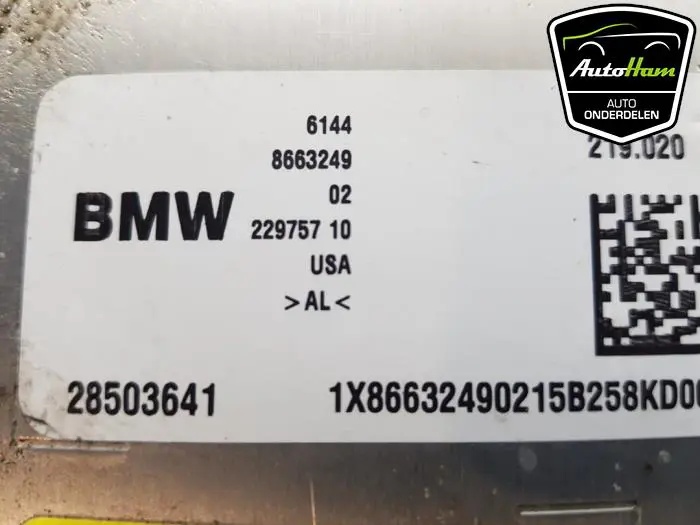 AutoHam
AUTO
ONDERDELEN
6144
8663249
02
BMW 229757 10
USA
>AL<
219.020
28503641
1X86632490215B258KD0